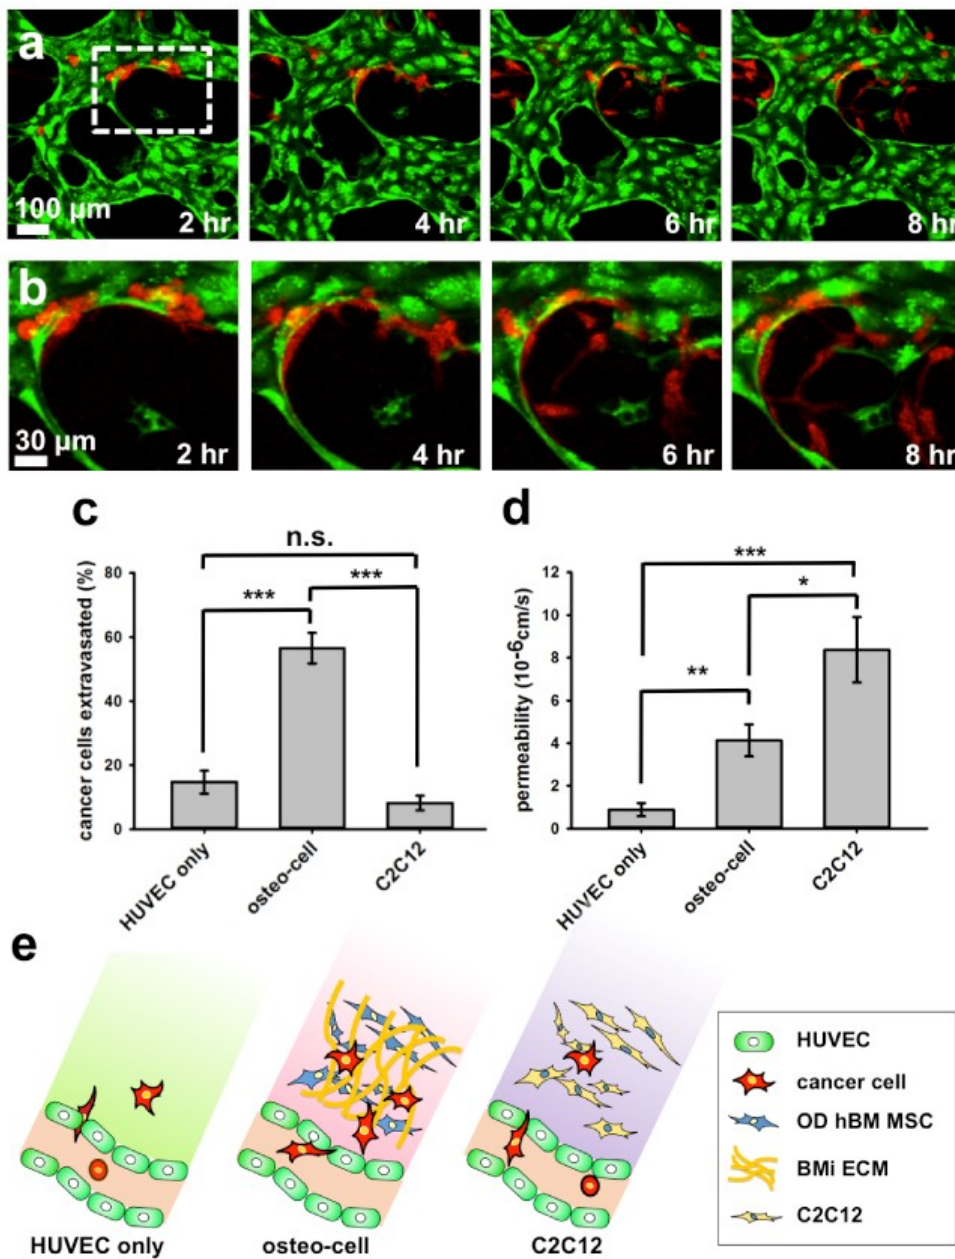 a
100 µm
2 hr
4 hr
6 hr
8 hr
b
30 µm
2 hr
4 hr
6 hr
8 hr
c
n.s.
***
***
cancer cells extravasated (%)
80
60
40
20
0
HUVEC only
osteo-cell
C2C12
d
***
*
**
permeability (10⁻⁶cm/s)
12
10
8
6
4
2
0
HUVEC only
osteo-cell
C2C12
e
HUVEC only
osteo-cell
C2C12
HUVEC
cancer cell
OD hBM MSC
BMi ECM
C2C12